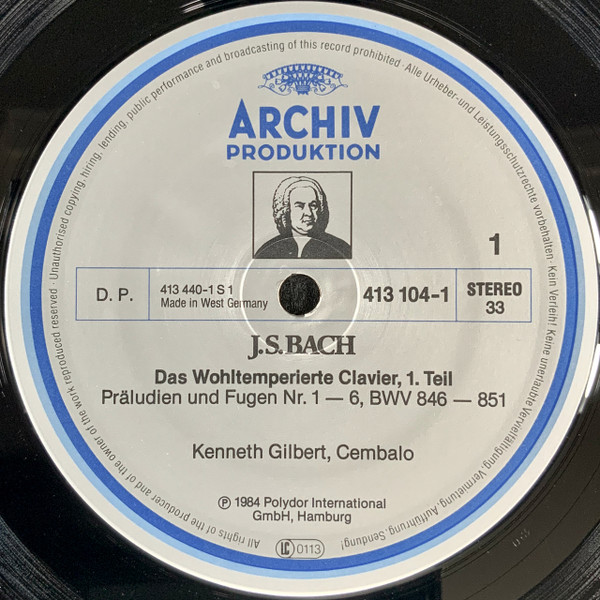 ARCHIV
PRODUKTION
1
D. P.
413 440-1 S 1
Made in West Germany
413 104-1
STEREO
33
J.S.BACH
Das Wohltemperierte Clavier, 1. Teil
Präludien und Fugen Nr. 1 — 6, BWV 846 — 851
Kenneth Gilbert, Cembalo
℗ 1984 Polydor International
GmbH, Hamburg
LC 0113
All rights of the producer and of the owner of the work reproduced reserved · Unauthorised copying, hiring, lending, public performance and broadcasting of this record prohibited · Alle Urheber- und Leistungsschutzrechte vorbehalten · Kein Verleih! Keine unerlaubte Vervielfältigung, Vermietung, Aufführung, Sendung!